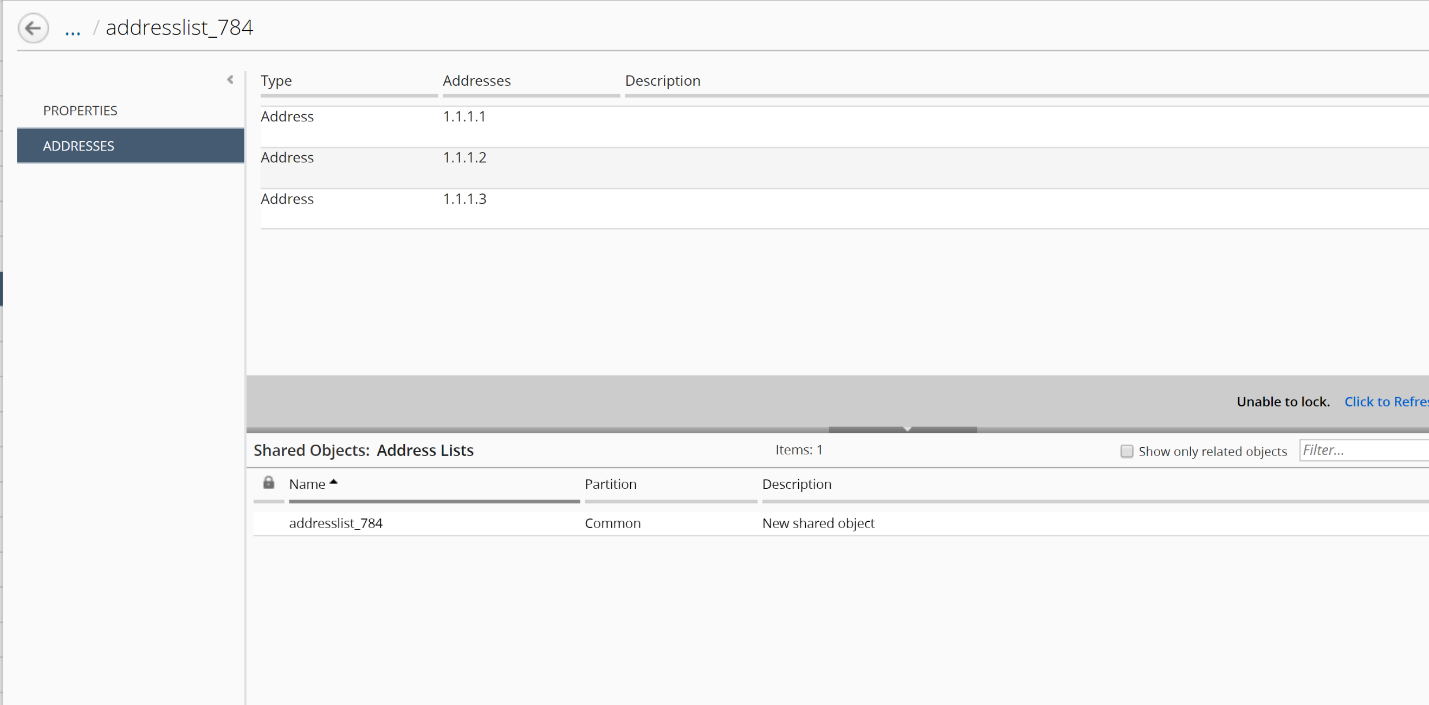 ... / addresslist_784
Type Addresses Description
PROPERTIES
Address 1.1.1.1
ADDRESSES
Address 1.1.1.2
Address 1.1.1.3
Unable to lock. Click to Refres
Shared Objects: Address Lists Items: 1 Show only related objects Filter...
Name Partition Description
addresslist_784 Common New shared object